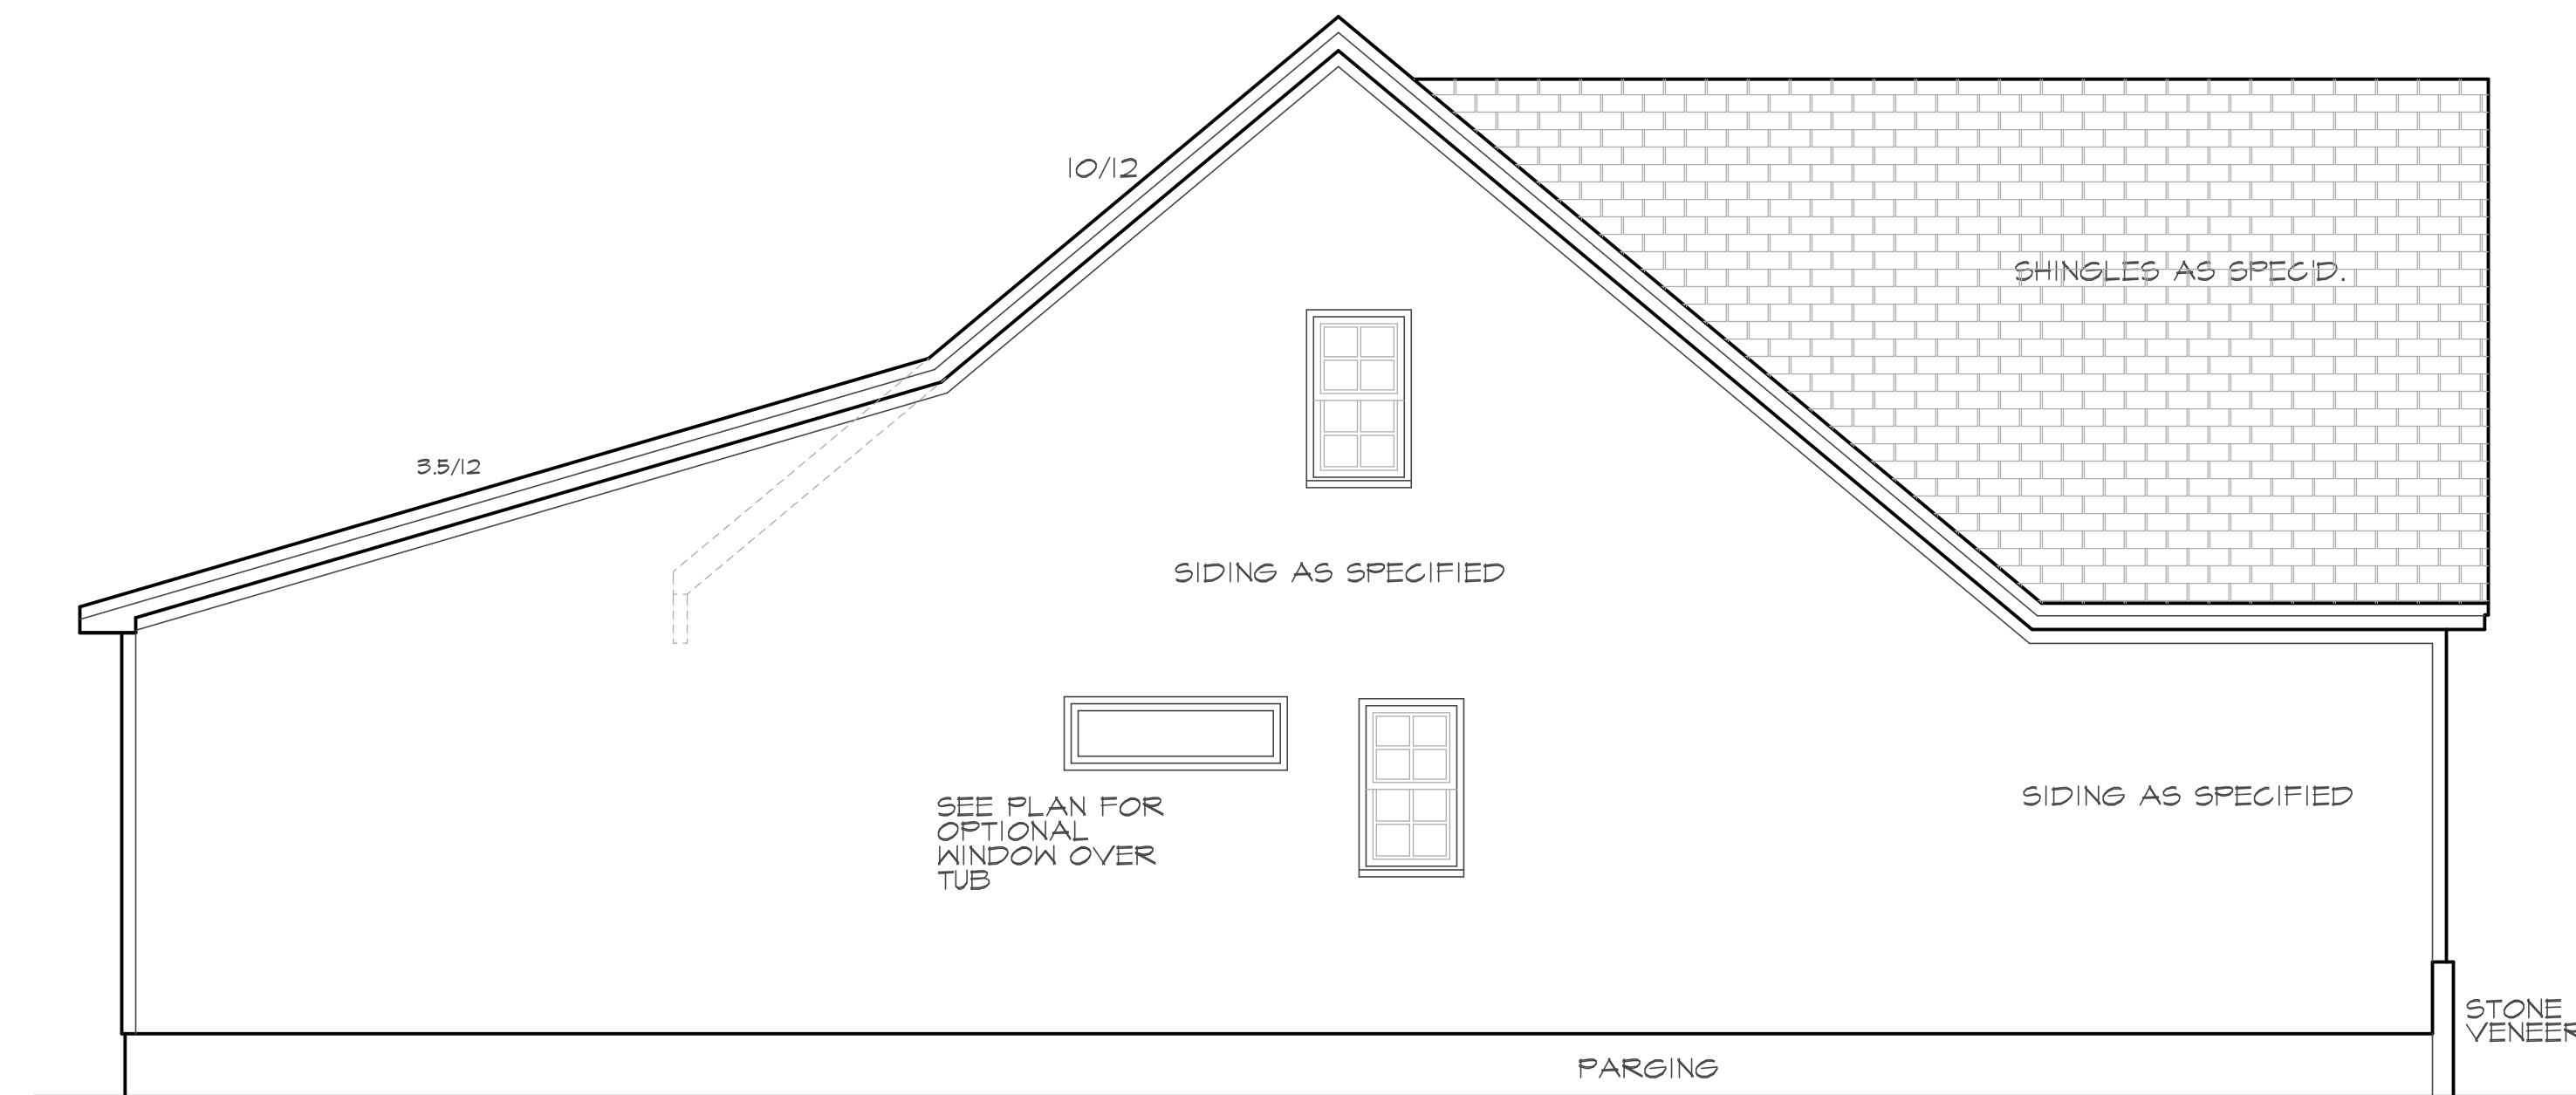 10/12
SHINGLES AS SPEC'D.
3.5/12
SIDING AS SPECIFIED
SEE PLAN FOR
OPTIONAL
WINDOW OVER
TUB
SIDING AS SPECIFIED
STONE
VENEER
PARGING